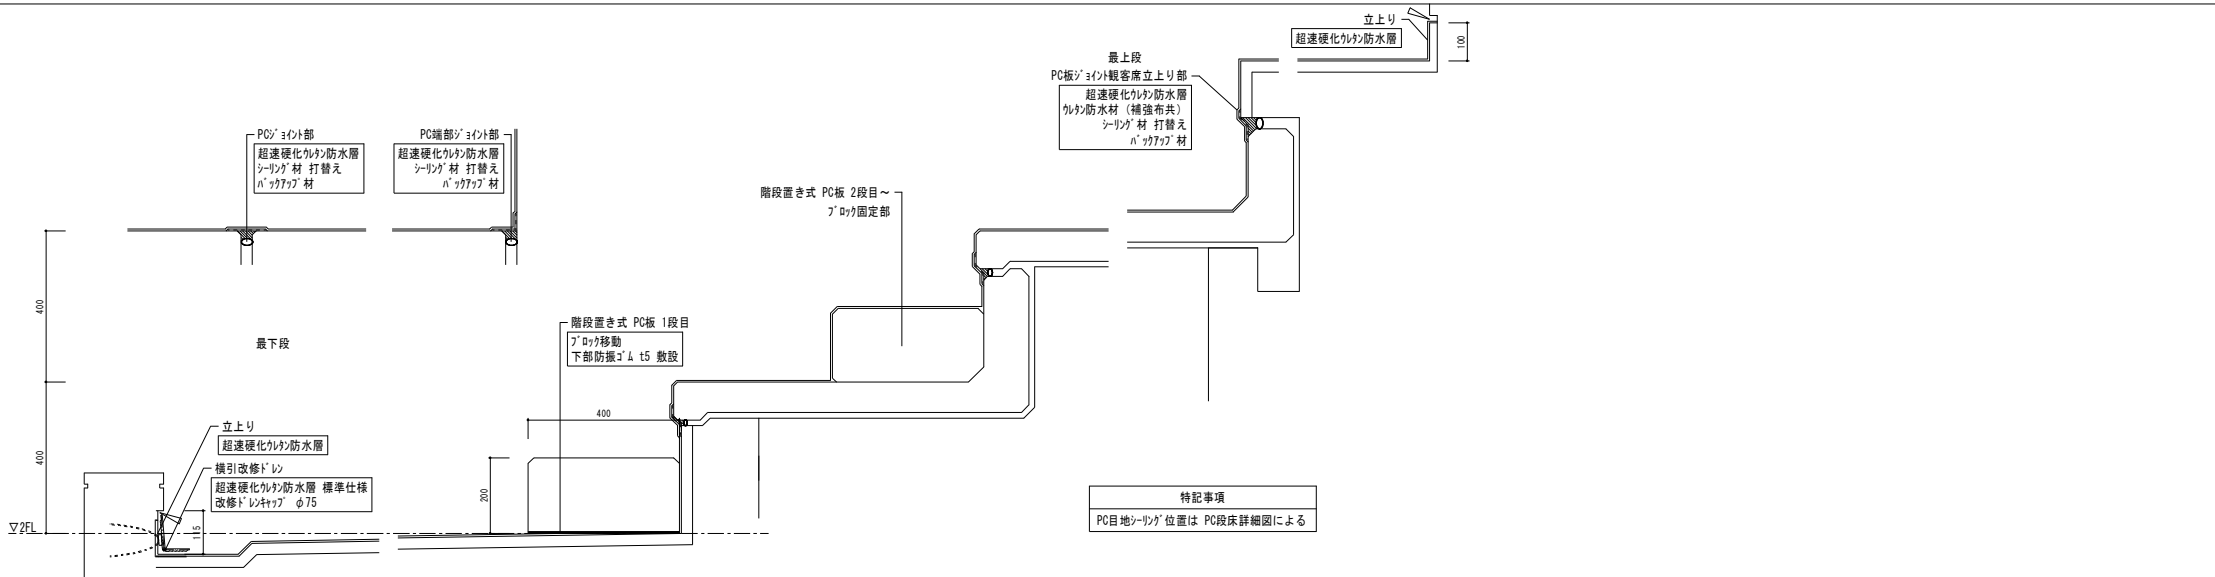 立上り
超速硬化ｳﾚﾀﾝ防水層
100
最上段
PC板ｼﾞｮｲﾝﾄ観客席立上り部
超速硬化ｳﾚﾀﾝ防水層
ｳﾚﾀﾝ防水材（補強布共）
ｼｰﾘﾝｸﾞ材 打替え
ﾊﾞｯｸｱｯﾌﾟ材
PCｼﾞｮｲﾝﾄ部
超速硬化ｳﾚﾀﾝ防水層
ｼｰﾘﾝｸﾞ材 打替え
ﾊﾞｯｸｱｯﾌﾟ材
PC端部ｼﾞｮｲﾝﾄ部
超速硬化ｳﾚﾀﾝ防水層
ｼｰﾘﾝｸﾞ材 打替え
ﾊﾞｯｸｱｯﾌﾟ材
階段置き式 PC板 2段目～
ﾌﾞﾛｯｸ固定部
400
最下段
階段置き式 PC板 1段目
ﾌﾞﾛｯｸ移動
下部防振ｺﾞﾑ t5 敷設
400
400
200
立上り
超速硬化ｳﾚﾀﾝ防水層
横引改修ﾄﾞﾚﾝ
超速硬化ｳﾚﾀﾝ防水層 標準仕様
改修ﾄﾞﾚﾝｷｬｯﾌﾟ φ75
115
▽2FL
特記事項
PC目地ｼｰﾘﾝｸﾞ位置は PC段床詳細図による